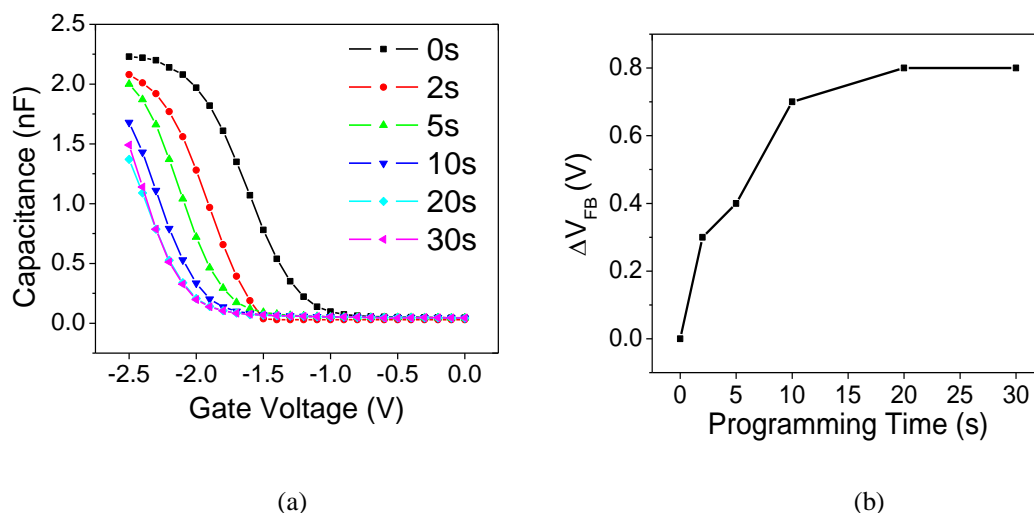 2.5
2.0
1.5
1.0
0.5
0.0
Capacitance (nF)
-2.5 -2.0 -1.5 -1.0 -0.5 0.0
Gate Voltage (V)
0s
2s
5s
10s
20s
30s
(a)
0.8
0.6
0.4
0.2
0.0
ΔV_FB (V)
0 5 10 15 20 25 30
Programming Time (s)
(b)